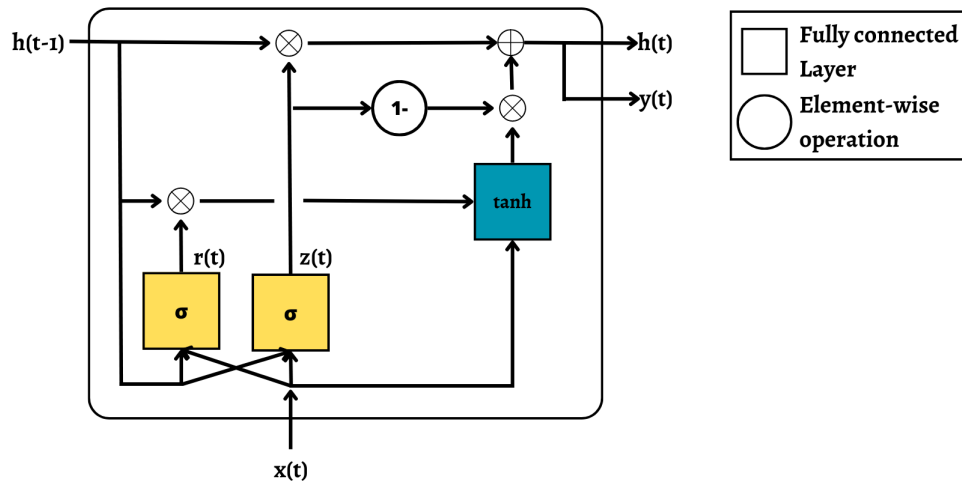 h(t-1)
h(t)
y(t)
1-
tanh
r(t)
z(t)
σ
σ
x(t)
Fully connected
Layer
Element-wise
operation